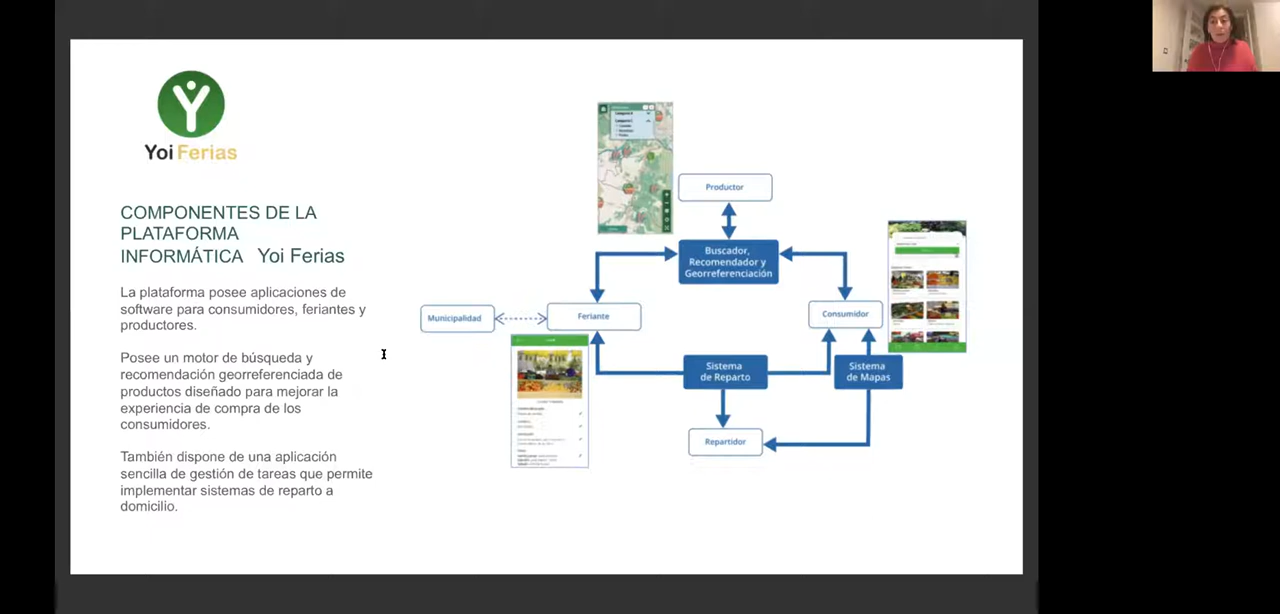 Yoi Ferias
COMPONENTES DE LA
PLATAFORMA
INFORMÁTICA Yoi Ferias
La plataforma posee aplicaciones de
software para consumidores, feriantes y
productores.
Posee un motor de búsqueda y
recomendación georreferenciada de
productos diseñado para mejorar la
experiencia de compra de los
consumidores.
También dispone de una aplicación
sencilla de gestión de tareas que permite
implementar sistemas de reparto a
domicilio.
Productor
Buscador,
Recomendador y
Georreferenciación
Municipalidad
Feriante
Consumidor
Sistema
de Reparto
Sistema
de Mapas
Repartidor